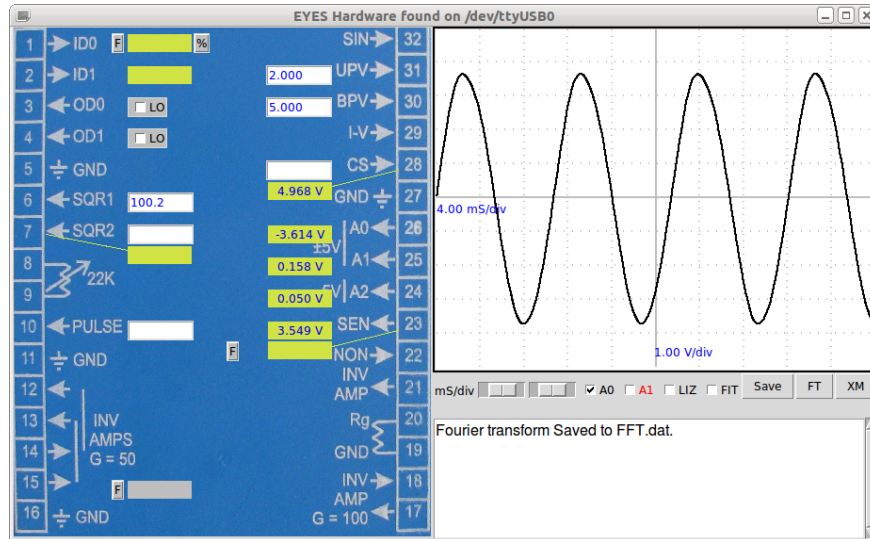 EYES Hardware found on /dev/ttyUSB0
1 ID0 F %
2 ID1
3 OD0 LO
4 OD1 LO
5 GND
6 SQR1 100.2
7 SQR2
8
22K
9
10 PULSE
11 GND
12
13 INV
AMPS
14
G = 50
15
F
16 GND
SIN 32
2.000 UPV 31
5.000 BPV 30
I-V 29
CS 28
4.968 V
GND 27
A0 26
-3.614 V
±5V
A1 25
0.158 V
5V A2 24
0.050 V
3.549 V SEN 23
F NON 22
INV
AMP 21
Rg 20
GND 19
INV 18
AMP
G = 100 17
4.00 mS/div
1.00 V/div
mS/div A0 A1 LIZ FIT Save FT XM
Fourier transform Saved to FFT.dat.